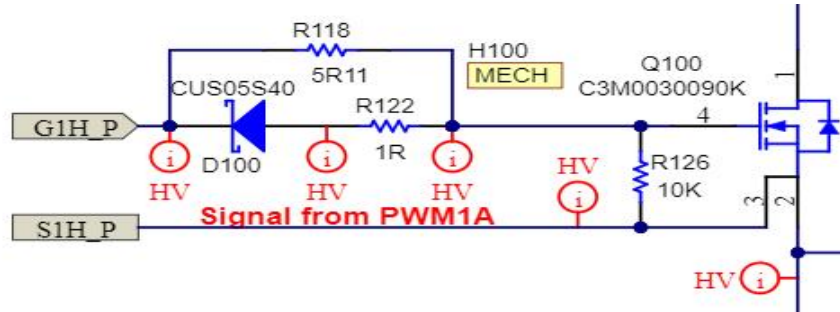 R118
5R11
H100
MECH
Q100
C3M0030090K
1
CUS05S40
R122
1R
4
G1H_P
i
i
i
D100
HV
HV
HV
HV
i
R126
10K
Signal from PWM1A
3
2
S1H_P
HV
i